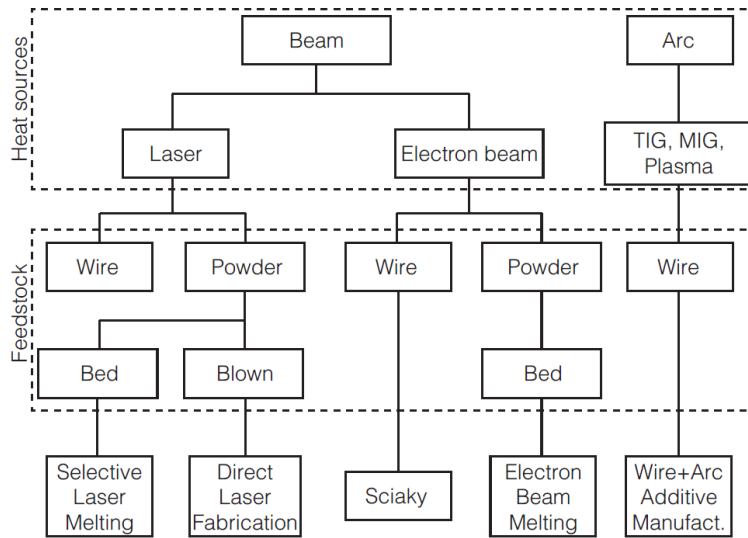 Heat sources
Beam
Arc
Laser
Electron beam
TIG, MIG,
Plasma
Feedstock
Wire
Powder
Wire
Powder
Wire
Bed
Blown
Bed
Selective
Laser
Melting
Direct
Laser
Fabrication
Sciaky
Electron
Beam
Melting
Wire+Arc
Additive
Manufact.